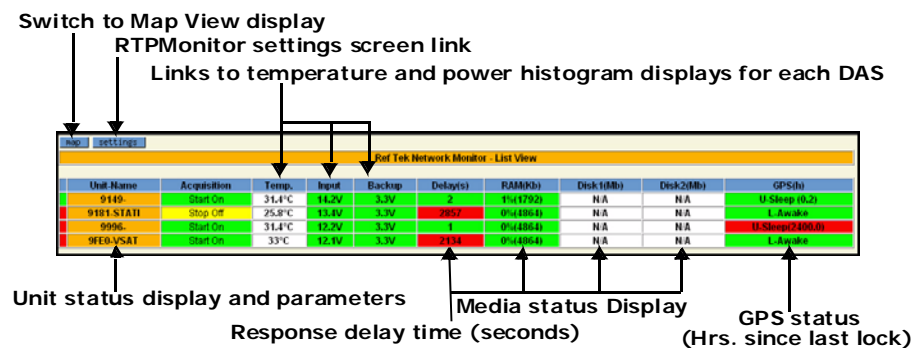 Switch to Map View display
RTPMonitor settings screen link
Links to temperature and power histogram displays for each DAS
map settings
Ref Tek Network Monitor - List View
Unit-Name Acquisition Temp. Input Backup Delay(s) RAM(Kb) Disk1(Mb) Disk2(Mb) GPS(h)
9149- Start On 31.4°C 14.2V 3.3V 2 1%(1792) N/A N/A U-Sleep (0.2)
9181-STATI Stop Off 25.8°C 13.4V 3.3V 2857 0%(4864) N/A N/A L-Awake
9996- Start On 31.4°C 12.2V 3.3V 1 0%(4864) N/A N/A U-Sleep(2400.0)
9FE0-VSAT Start On 33°C 12.1V 3.3V 2134 0%(4864) N/A N/A L-Awake
Unit status display and parameters
Media status Display
Response delay time (seconds)
GPS status
(Hrs. since last lock)